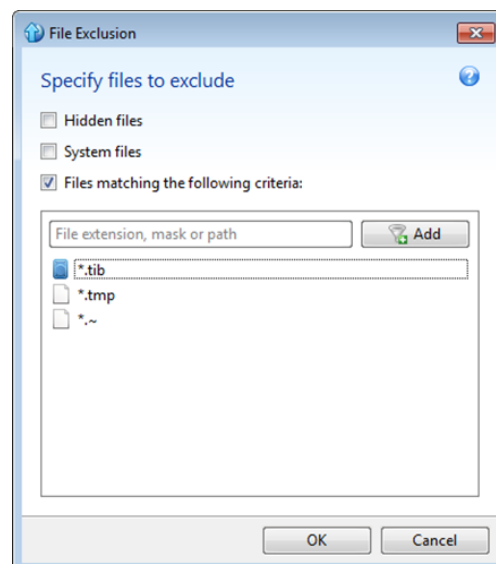 File Exclusion
Specify files to exclude
Hidden files
System files
Files matching the following criteria:
File extension, mask or path
Add
*.tib
*.tmp
*.~
OK
Cancel